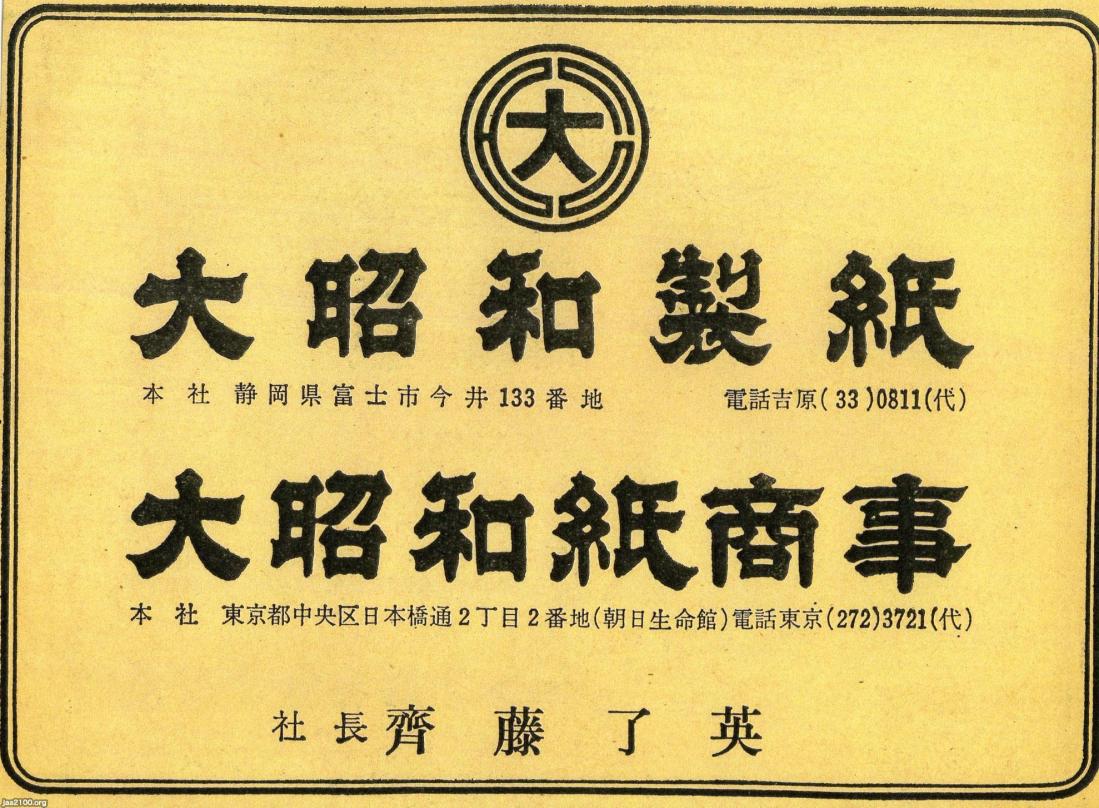 大
大昭和製紙
本社 静岡県富士市今井133番地 電話吉原(33)0811(代)
大昭和紙商事
本社 東京都中央区日本橋通2丁目2番地(朝日生命館)電話東京(272)3721(代)
社長 齊藤了英
jaa2100.org